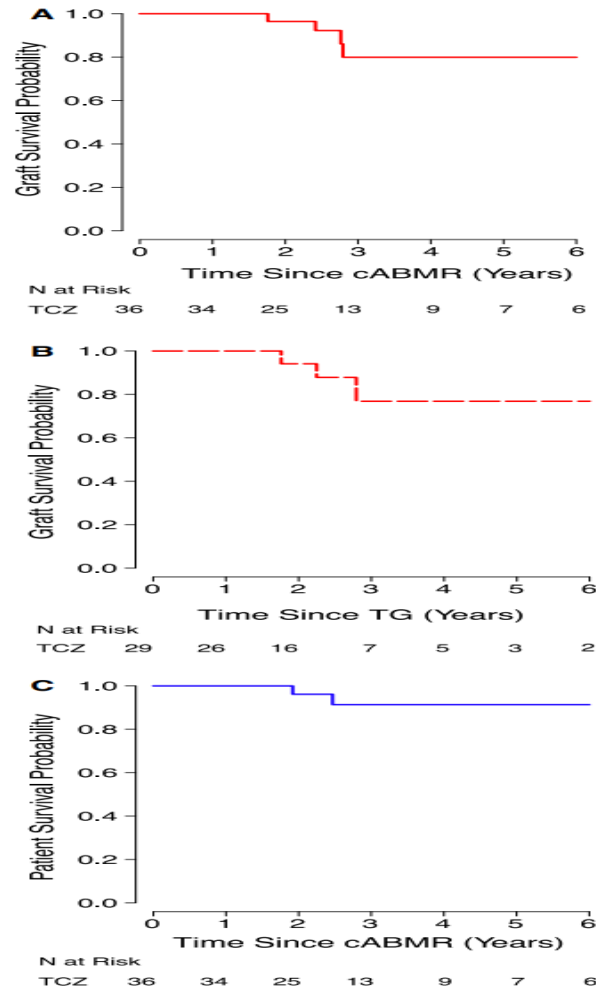 A
Graft Survival Probability
1.0
0.8
0.6
0.4
0.2
0.0
0 1 2 3 4 5 6
Time Since cABMR (Years)
N at Risk
TCZ 36 34 25 13 9 7 6
B
Graft Survival Probability
1.0
0.8
0.6
0.4
0.2
0.0
0 1 2 3 4 5 6
Time Since TG (Years)
N at Risk
TCZ 29 26 16 7 5 3 2
C
Patient Survival Probability
1.0
0.8
0.6
0.4
0.2
0.0
0 1 2 3 4 5 6
Time Since cABMR (Years)
N at Risk
TCZ 36 34 25 13 9 7 6